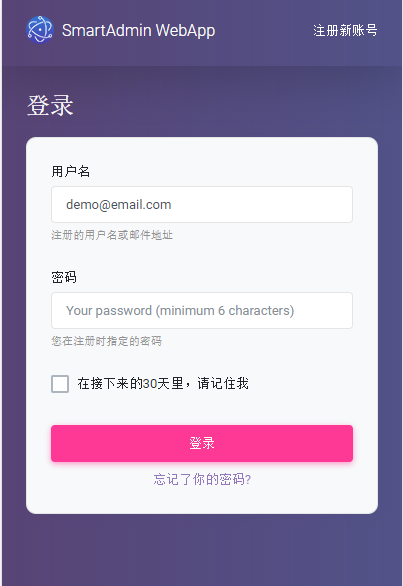 SmartAdmin WebApp
注册新账号
登录
用户名
demo@email.com
注册的用户名或邮件地址
密码
Your password (minimum 6 characters)
您在注册时指定的密码
在接下来的30天里，请记住我
登录
忘记了你的密码?